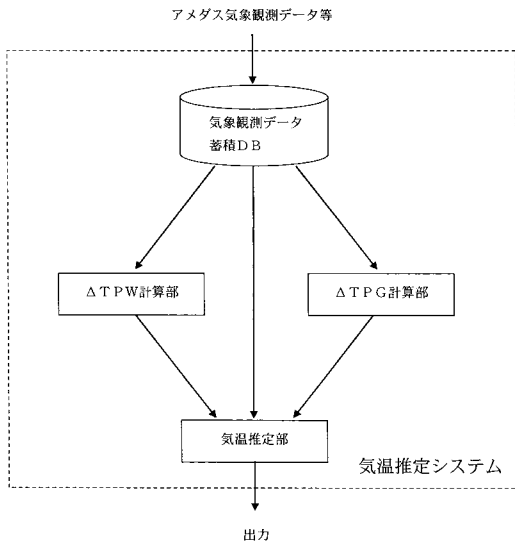 アメダス気象観測データ等
気象観測データ
蓄積ＤＢ
ΔＴＰＷ計算部
ΔＴＰＧ計算部
気温推定部
気温推定システム
出力